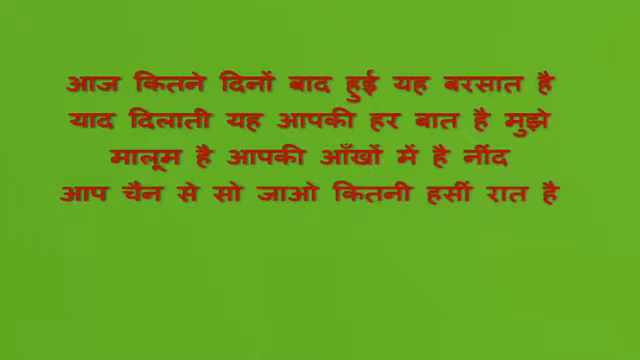 आज कितने दिनों बाद हुई यह बरसात है
याद दिलाती यह आपकी हर बात है मुझे
मालूम है आपकी आँखों में है नींद
आप चैन से सो जाओ कितनी हसीं रात है